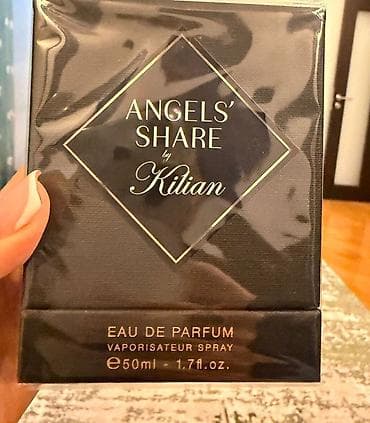 ANGELS'
SHARE
by
Kilian
EAU DE PARFUM
VAPORISATEUR SPRAY
℮50ml - 1.7fl.oz.